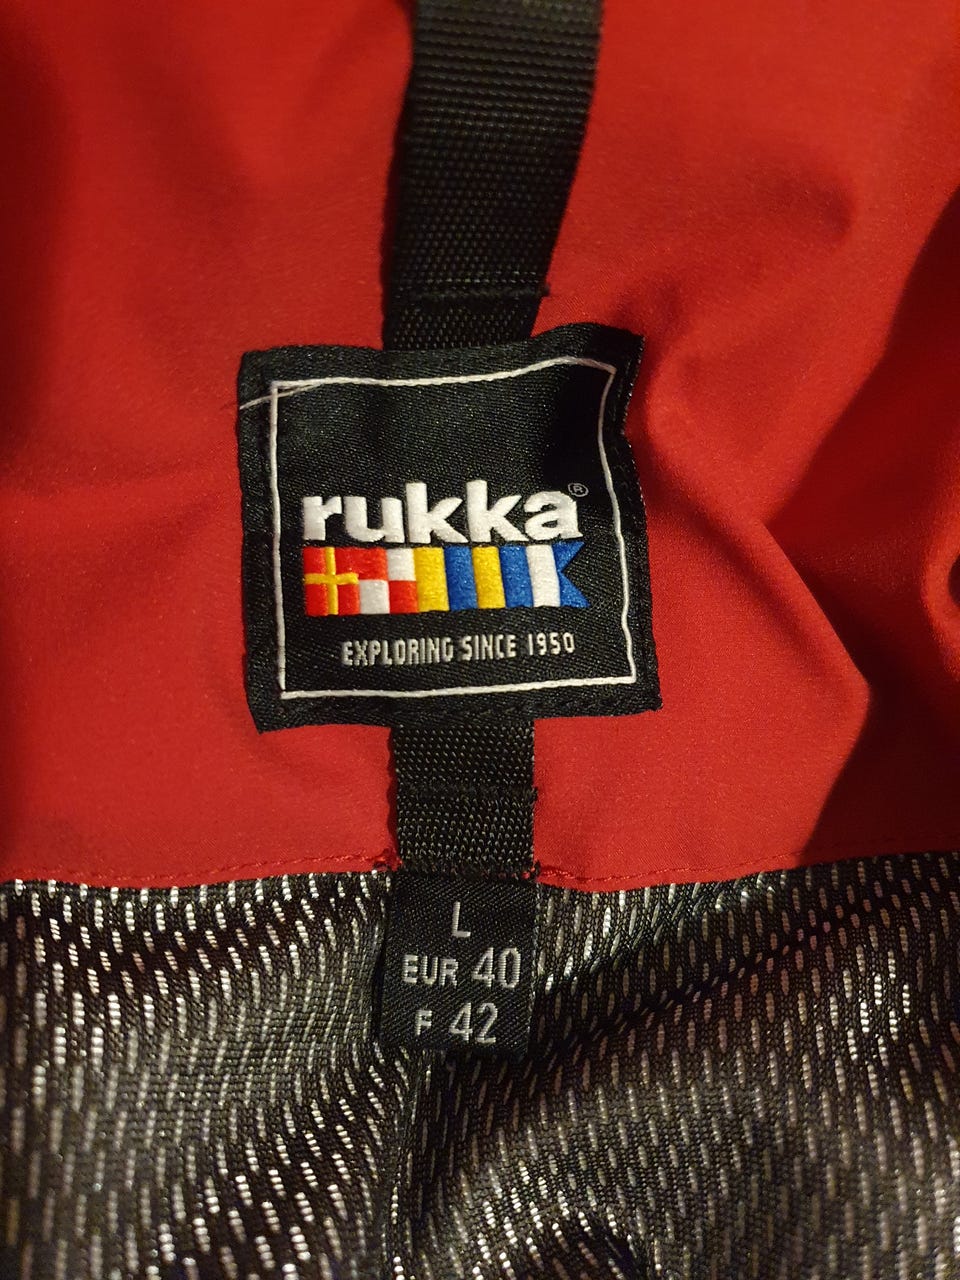 rukka®
EXPLORING SINCE 1950
L
EUR 40
F 42